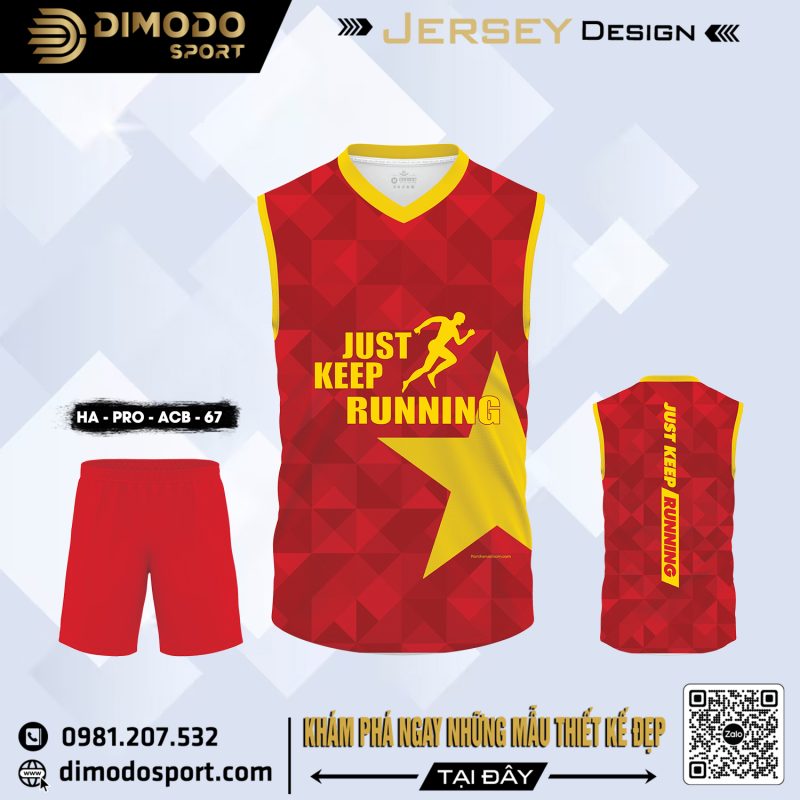 DIMODO
SPORT
JERSEY DESIGN
JUST
KEEP
RUNNING
HA - PRO - ACB - 67
JUST KEEP RUNNING
0981.207.532
dimodosport.com
KHÁM PHÁ NGAY NHỮNG MẪU THIẾT KẾ ĐẸP
TẠI ĐÂY
Zalo